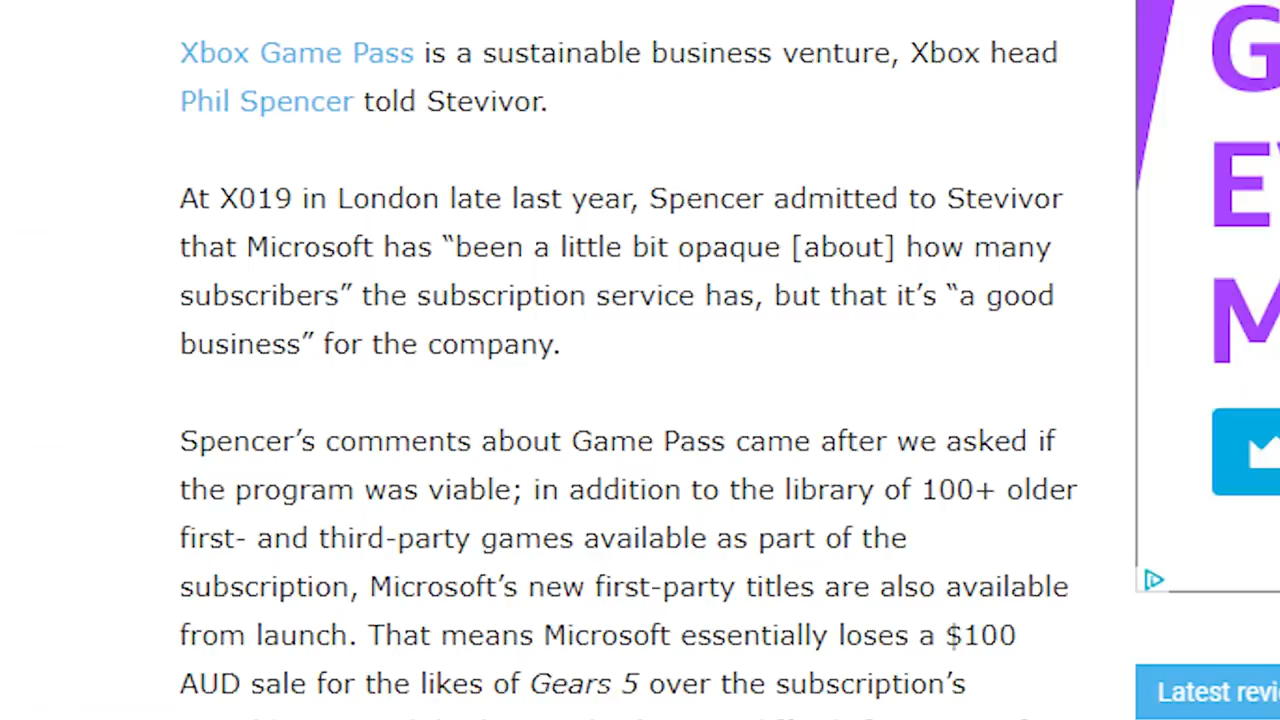 Xbox Game Pass is a sustainable business venture, Xbox head
Phil Spencer told Stevivor.
At X019 in London late last year, Spencer admitted to Stevivor
that Microsoft has “been a little bit opaque [about] how many
subscribers” the subscription service has, but that it’s “a good
business” for the company.
Spencer’s comments about Game Pass came after we asked if
the program was viable; in addition to the library of 100+ older
first- and third-party games available as part of the
subscription, Microsoft’s new first-party titles are also available
from launch. That means Microsoft essentially loses a $100
AUD sale for the likes of Gears 5 over the subscription’s
G
E
M
Latest revi